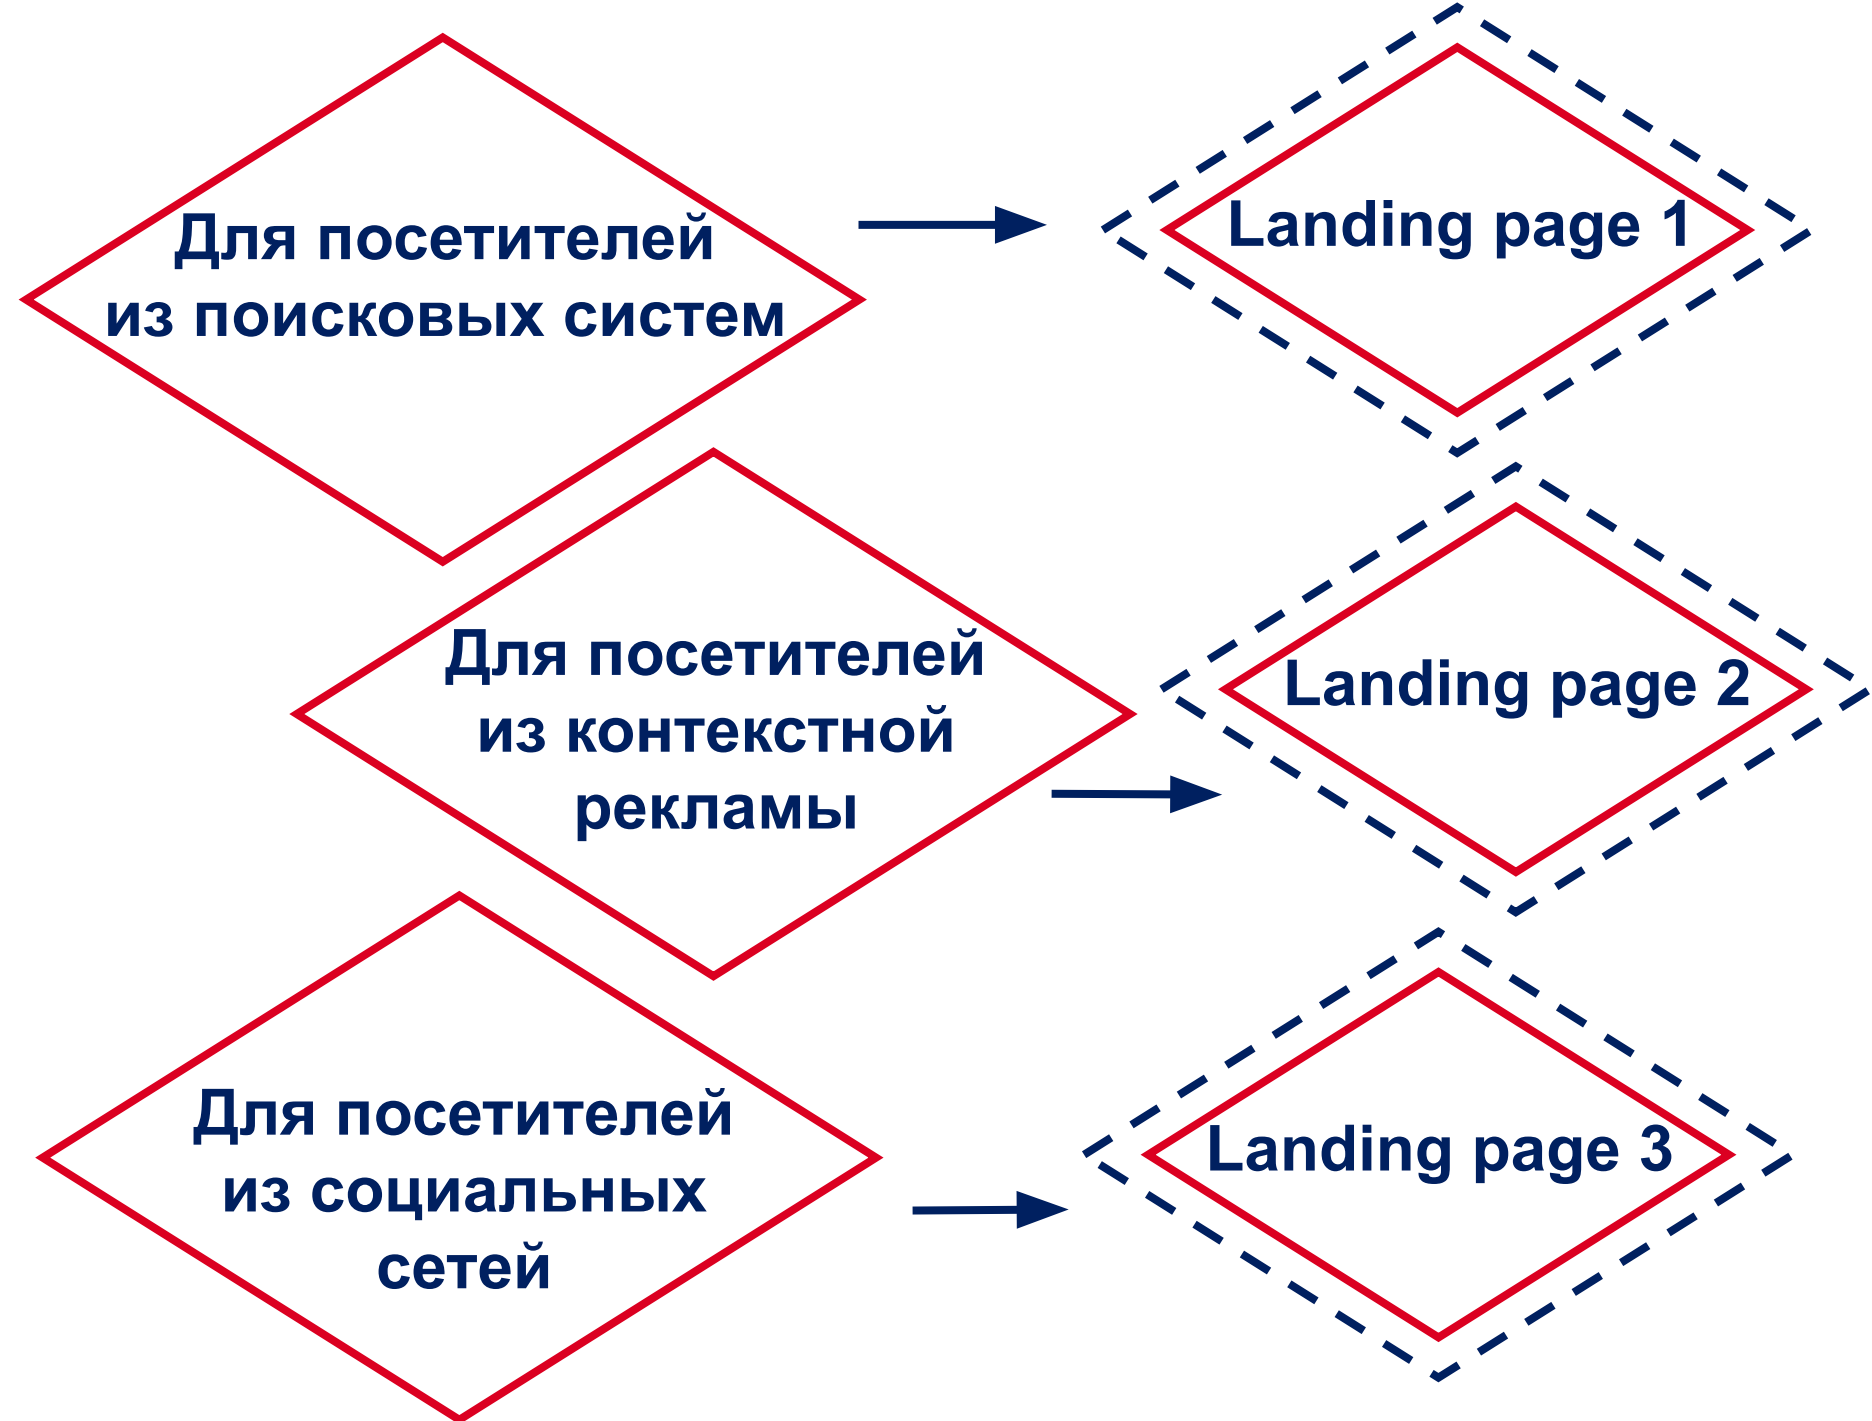 Для посетителей
из поисковых систем
Landing page 1
Для посетителей
из контекстной
рекламы
Landing page 2
Для посетителей
из социальных
сетей
Landing page 3